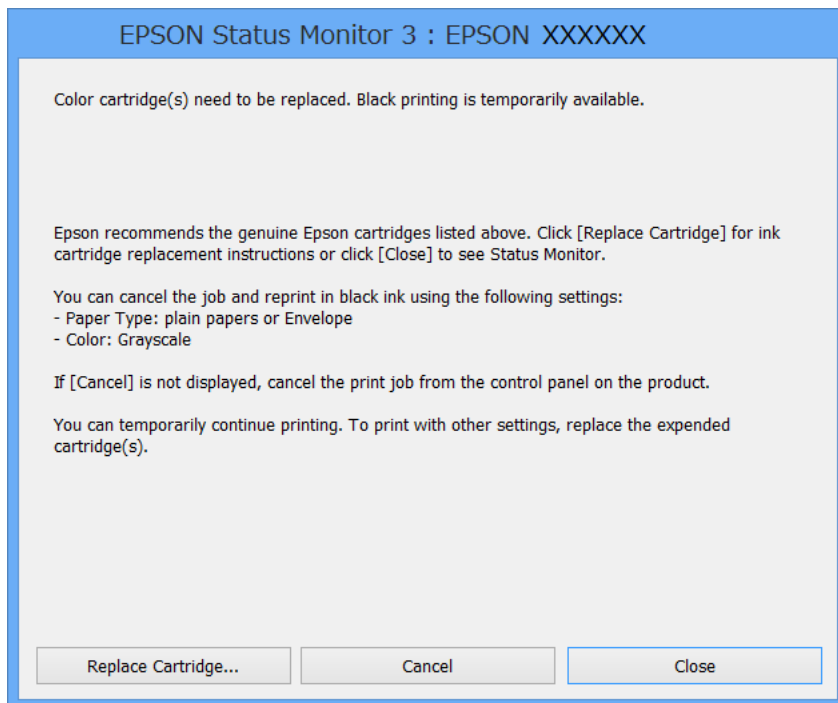 EPSON Status Monitor 3 : EPSON XXXXXX
Color cartridge(s) need to be replaced. Black printing is temporarily available.
Epson recommends the genuine Epson cartridges listed above. Click [Replace Cartridge] for ink
cartridge replacement instructions or click [Close] to see Status Monitor.
You can cancel the job and reprint in black ink using the following settings:
- Paper Type: plain papers or Envelope
- Color: Grayscale
If [Cancel] is not displayed, cancel the print job from the control panel on the product.
You can temporarily continue printing. To print with other settings, replace the expended
cartridge(s).
Replace Cartridge... Cancel Close